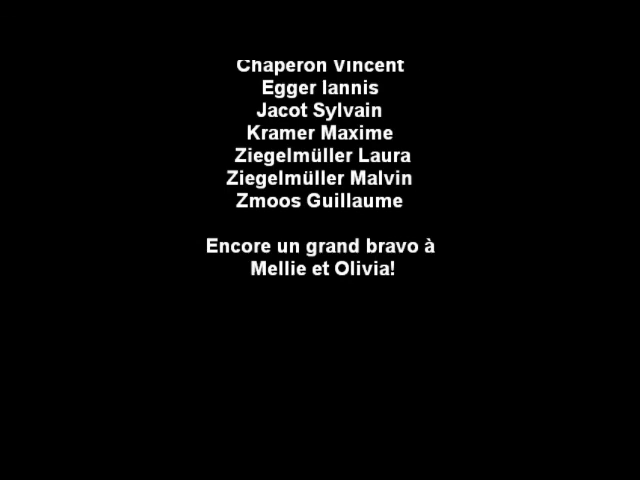 Chaperon Vincent
Egger Iannis
Jacot Sylvain
Kramer Maxime
Ziegelmüller Laura
Ziegelmüller Malvin
Zmoos Guillaume
Encore un grand bravo à
Mellie et Olivia!